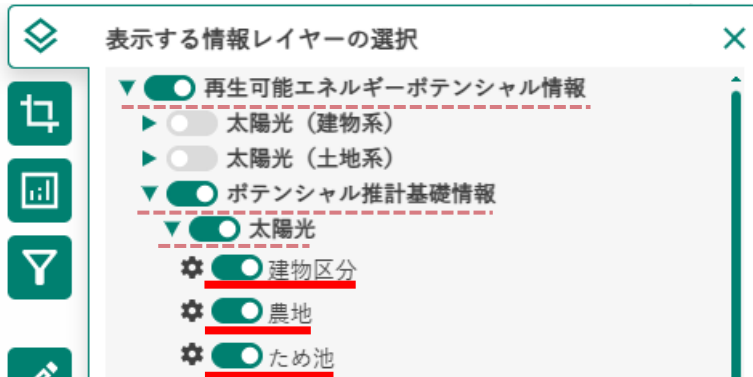 表示する情報レイヤーの選択
再生可能エネルギーポテンシャル情報
太陽光（建物系）
太陽光（土地系）
ポテンシャル推計基礎情報
太陽光
建物区分
農地
ため池